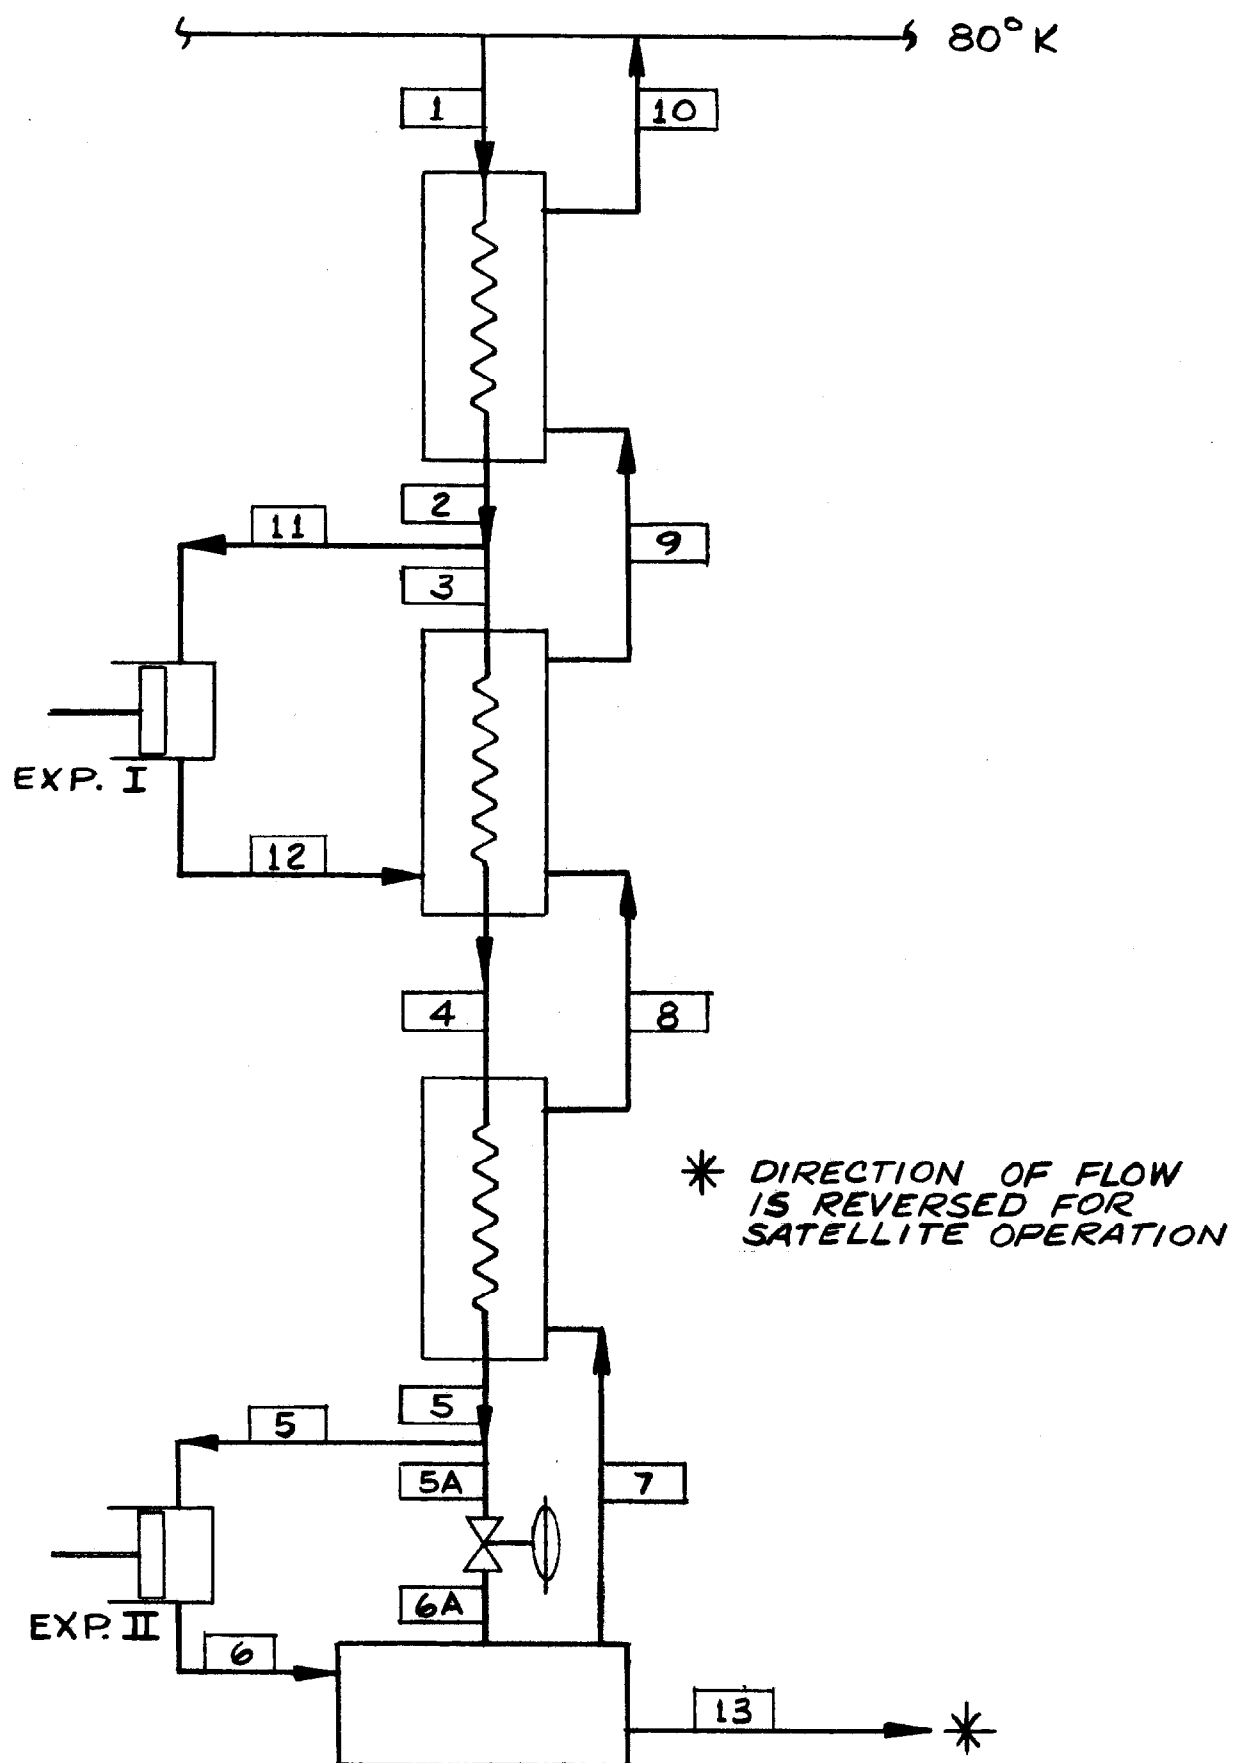 80° K
1
10
2
11
9
3
EXP. I
12
4
8
* DIRECTION OF FLOW
IS REVERSED FOR
SATELLITE OPERATION
5
5
5A
7
6A
EXP. II
6
13
*